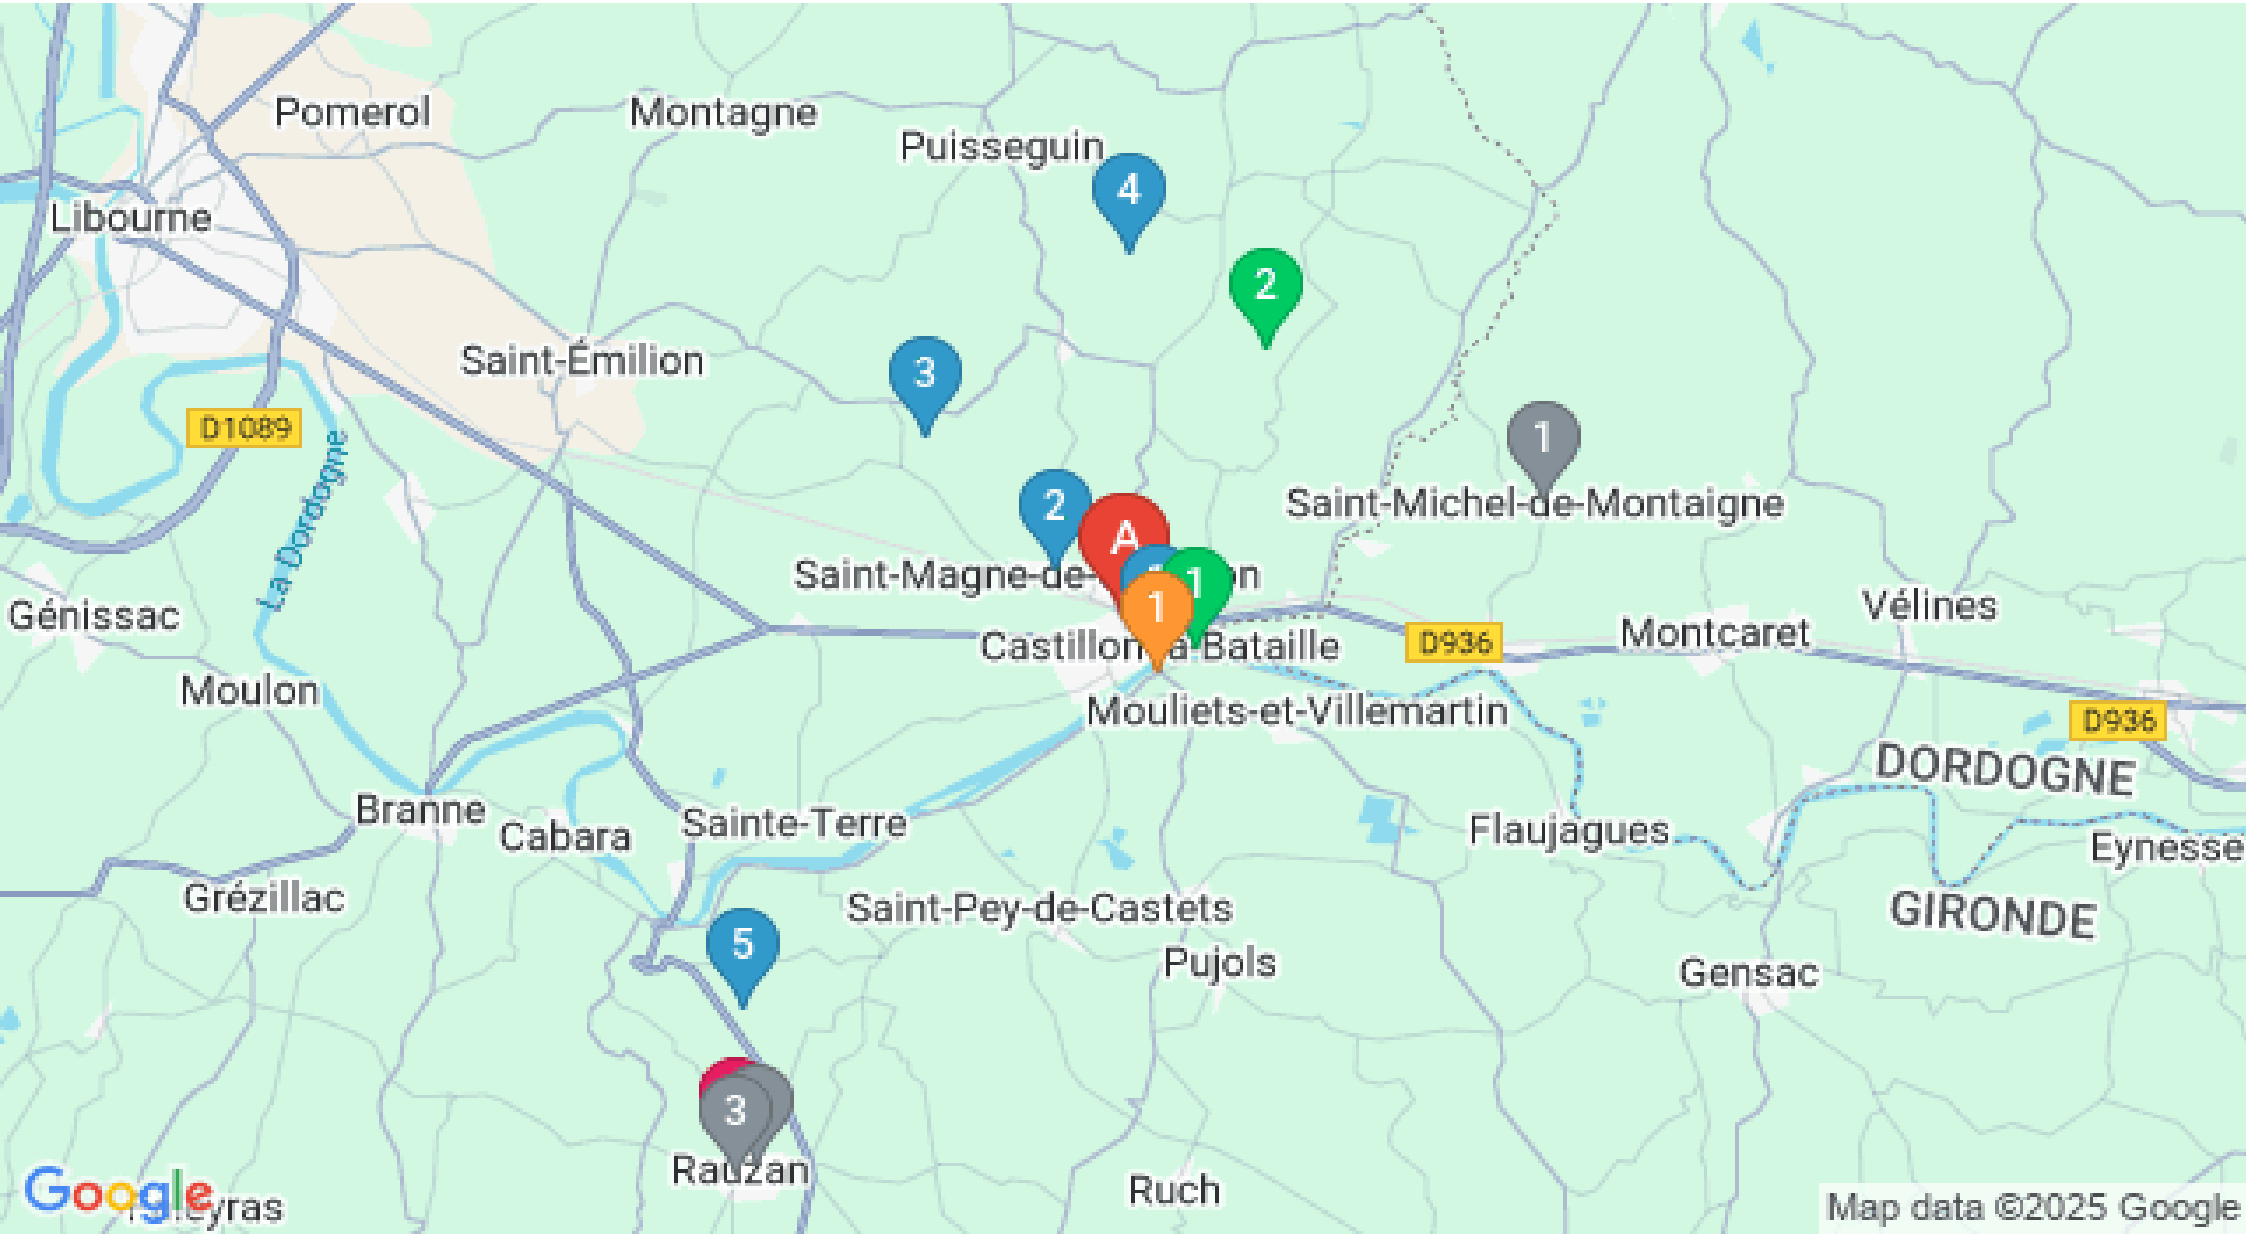 Pomerol
Montagne
Puisseguin
4
Libourne
2
Saint-Émilion
3
D1089
1
2
Saint-Michel-de-Montaigne
A
La Dordogne
Saint-Magne-de-
on
1
1
Génissac
Vélines
Castillon
a-Bataille
D936
Montcaret
Moulon
Mouliets-et-Villemartin
D936
DORDOGNE
Branne
Cabara
Sainte-Terre
Flaujagues
Eynesse
Grézillac
Saint-Pey-de-Castets
GIRONDE
5
Pujols
Gensac
3
Rauzan
Ruch
Google
eyras
Map data ©2025 Google